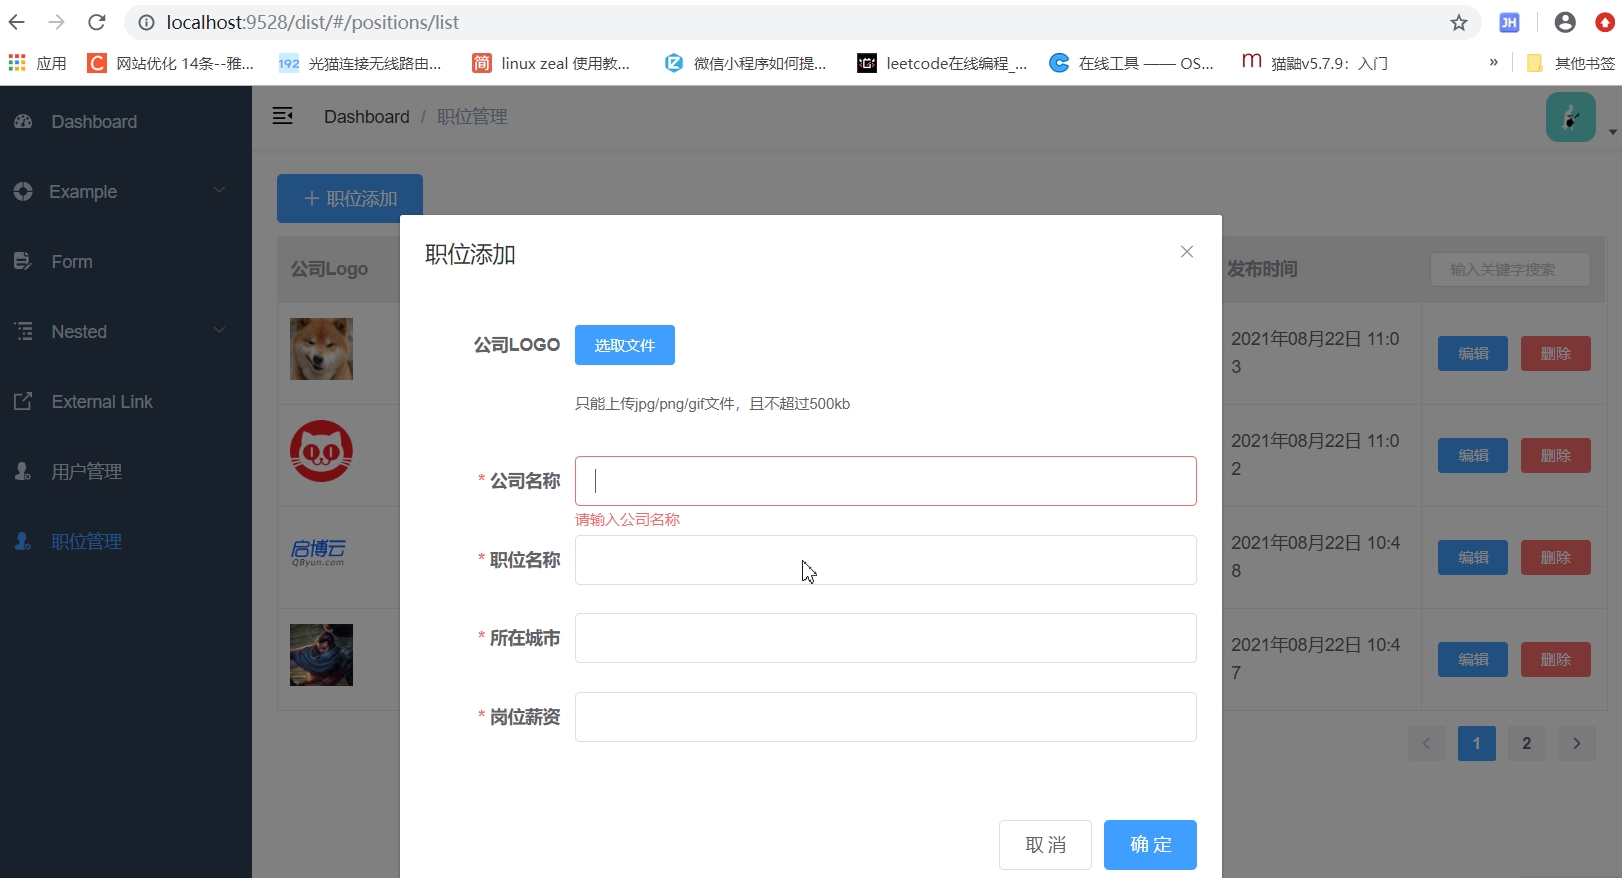 localhost:9528/dist/#/positions/list
JH
应用
C 网站优化 14条--雅...
192 光猫连接无线路由...
简 linux zeal 使用教...
微信小程序如何提...
leetcode在线编程_...
在线工具 —— OS...
m 猫鼬v5.7.9：入门
»
其他书签
Dashboard
Example
Form
Nested
External Link
用户管理
职位管理
Dashboard / 职位管理
+ 职位添加
公司Logo
发布时间
输入关键字搜索
启博云
QByun.com
2021年08月22日 11:0
3
编辑 删除
2021年08月22日 11:0
2
编辑 删除
2021年08月22日 10:4
8
编辑 删除
2021年08月22日 10:4
7
编辑 删除
1 2
职位添加
公司LOGO 选取文件
只能上传jpg/png/gif文件，且不超过500kb
* 公司名称
请输入公司名称
* 职位名称
* 所在城市
* 岗位薪资
取 消 确 定